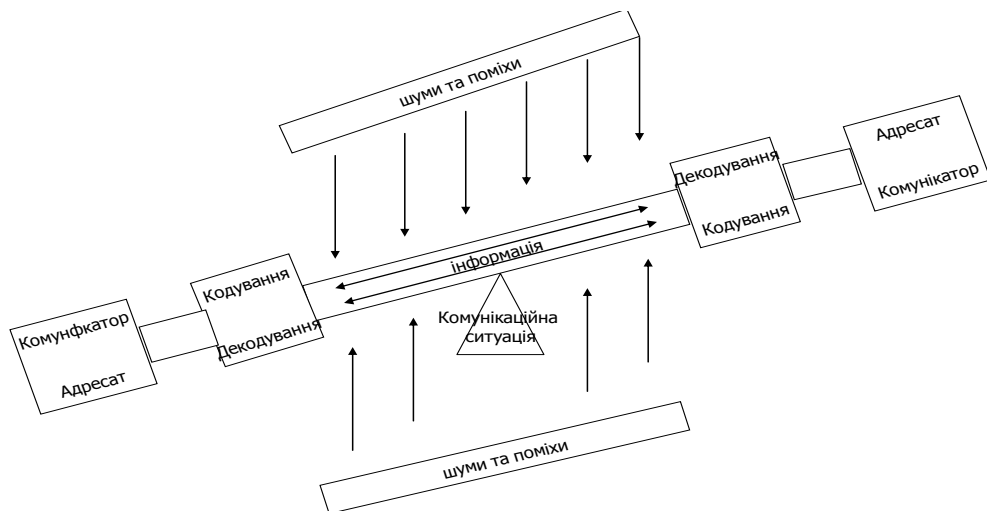 шуми та поміхи
Адресат
Комунікатор
Декодування
Кодування
інформація
Кодування
Декодування
Комунфкатор
Адресат
Комунікаційна
ситуація
шуми та поміхи